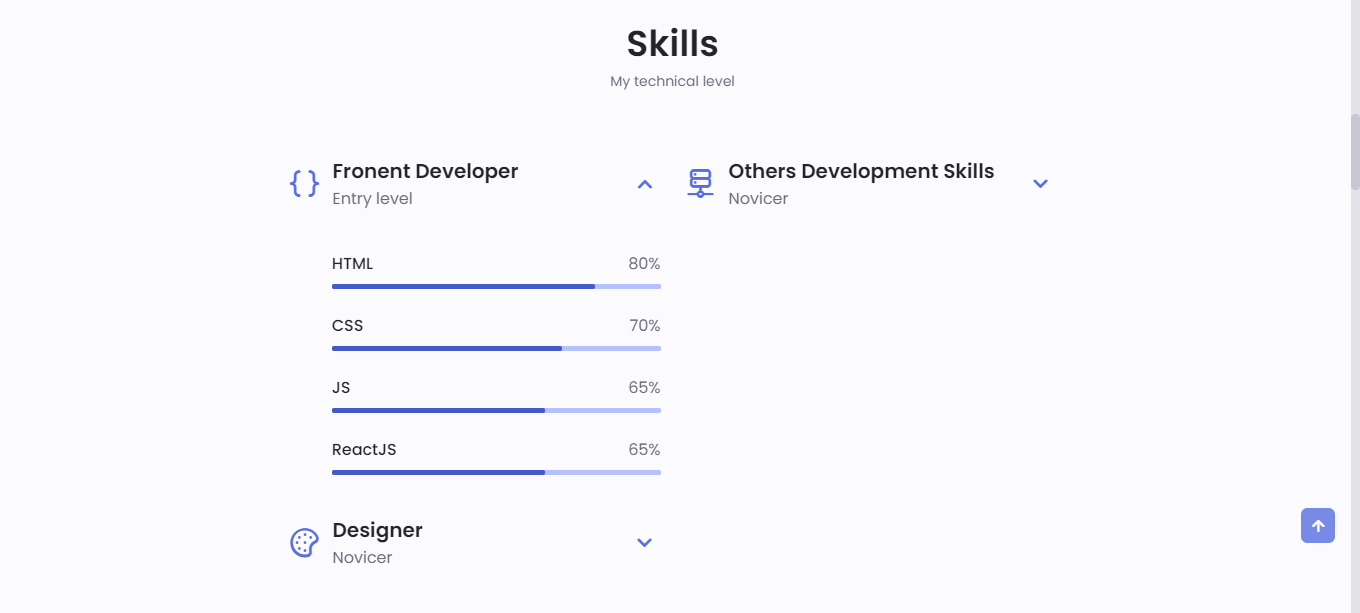 Skills
My technical level
Fronent Developer
Entry level
HTML 80%
CSS 70%
JS 65%
ReactJS 65%
Designer
Novicer
Others Development Skills
Novicer